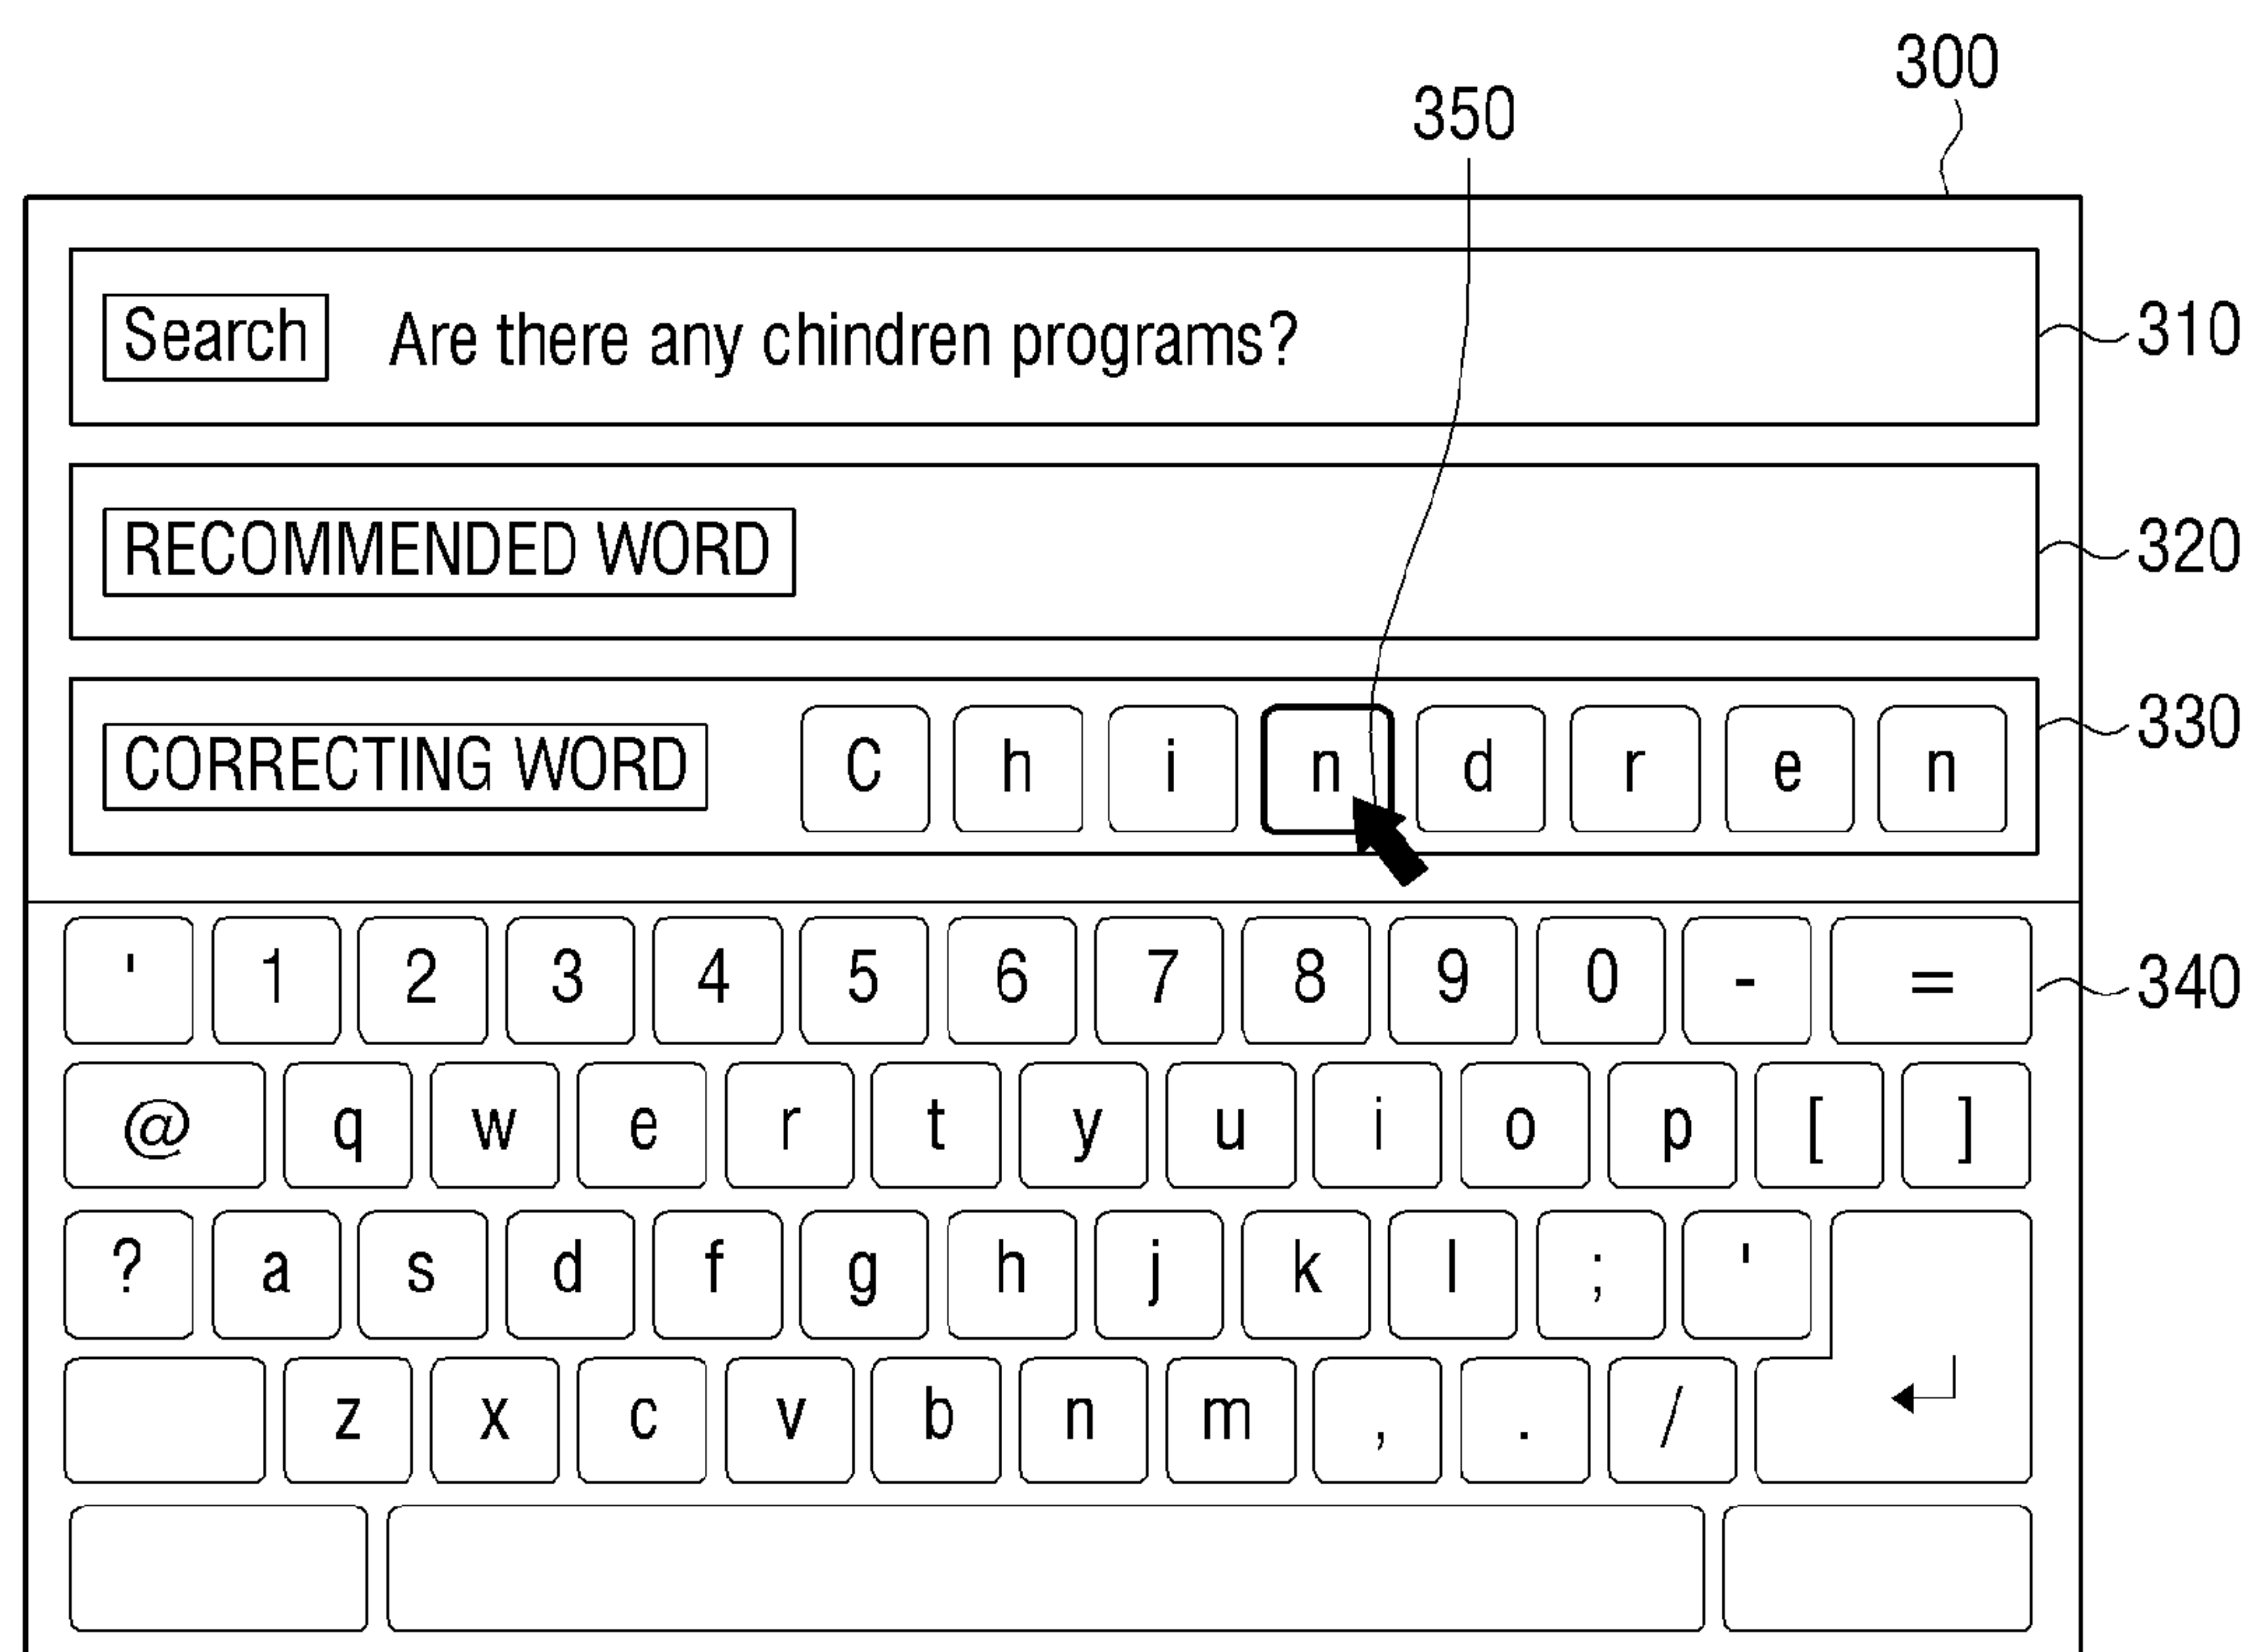 300
350
Search Are there any chindren programs? 310
RECOMMENDED WORD 320
CORRECTING WORD C h i n d r e n 330
' 1 2 3 4 5 6 7 8 9 0 - = 340
@ q w e r t y u i o p [ ]
? a s d f g h j k l ; '
z x c v b n m , . /